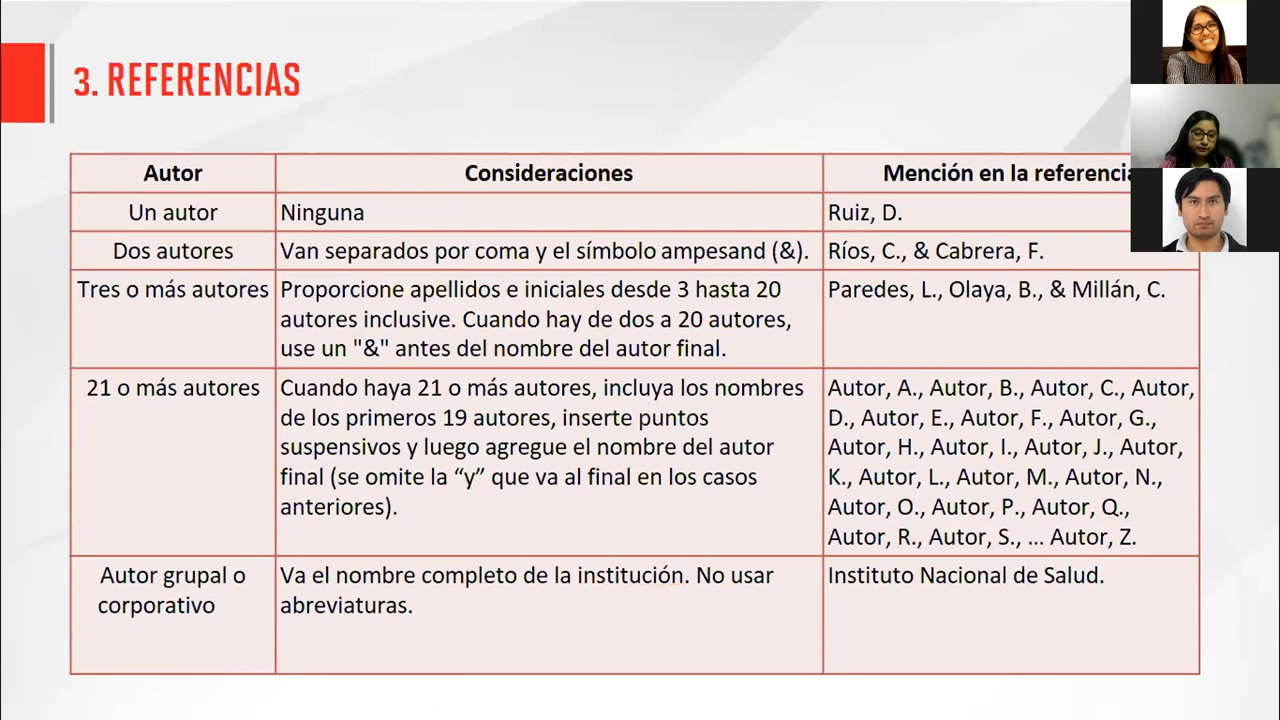 3. REFERENCIAS
Autor Consideraciones Mención en la referencia
Un autor Ninguna Ruiz, D.
Dos autores Van separados por coma y el símbolo ampesand (&). Ríos, C., & Cabrera, F.
Tres o más autores Proporcione apellidos e iniciales desde 3 hasta 20
autores inclusive. Cuando hay de dos a 20 autores,
use un "&" antes del nombre del autor final.
Paredes, L., Olaya, B., & Millán, C.
21 o más autores
Cuando haya 21 o más autores, incluya los nombres
de los primeros 19 autores, inserte puntos
suspensivos y luego agregue el nombre del autor
final (se omite la “y” que va al final en los casos
anteriores).
Autor, A., Autor, B., Autor, C., Autor,
D., Autor, E., Autor, F., Autor, G.,
Autor, H., Autor, I., Autor, J., Autor,
K., Autor, L., Autor, M., Autor, N.,
Autor, O., Autor, P., Autor, Q.,
Autor, R., Autor, S., … Autor, Z.
Autor grupal o
corporativo
Va el nombre completo de la institución. No usar
abreviaturas.
Instituto Nacional de Salud.